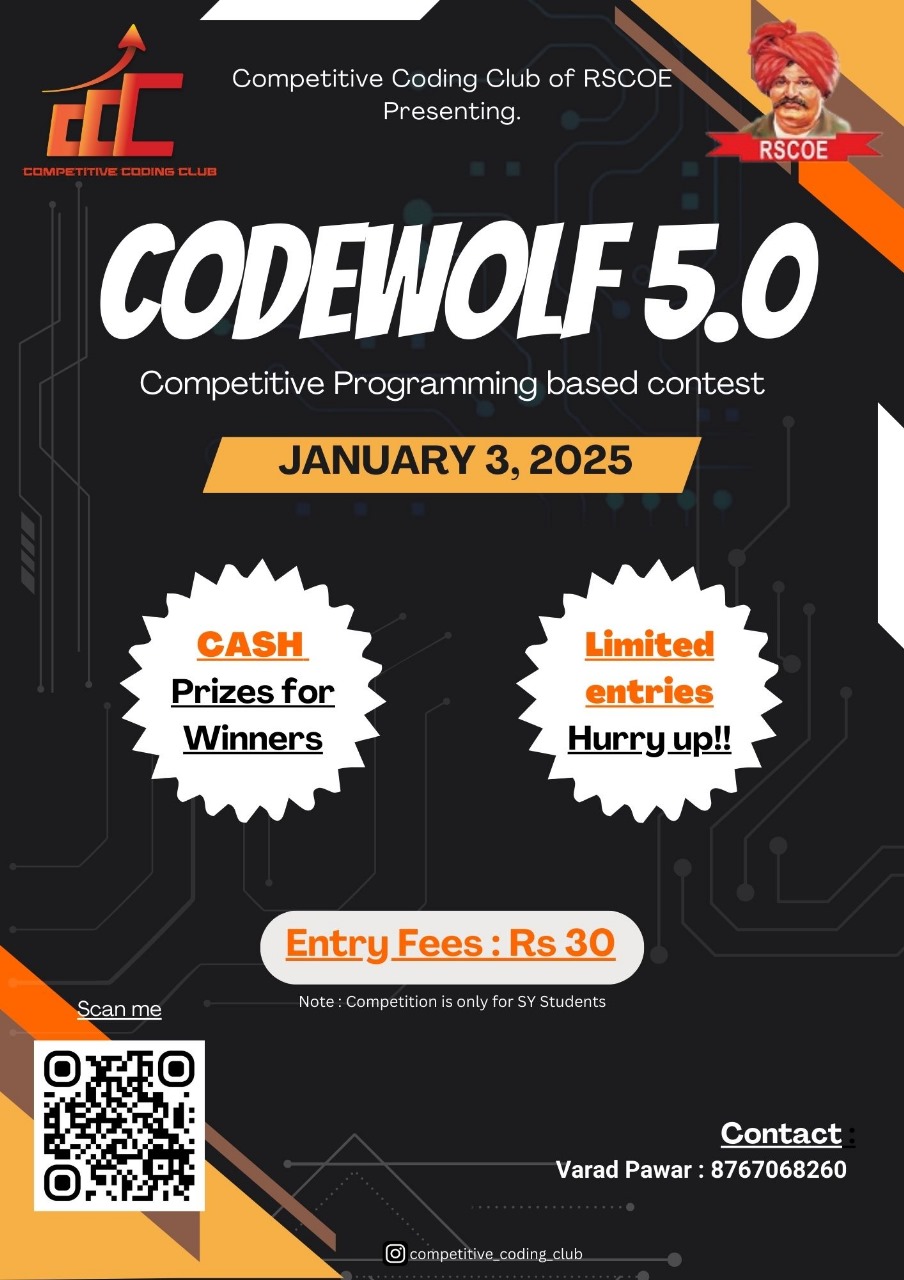 COMPETITIVE CODING CLUB
Competitive Coding Club of RSCOE
Presenting.
RSCOE
CODEWOLF 5.0
Competitive Programming based contest
JANUARY 3, 2025
CASH
Prizes for
Winners
Limited
entries
Hurry up!!
Entry Fees : Rs 30
Note : Competition is only for SY Students
Scan me
Contact :
Varad Pawar : 8767068260
competitive_coding_club